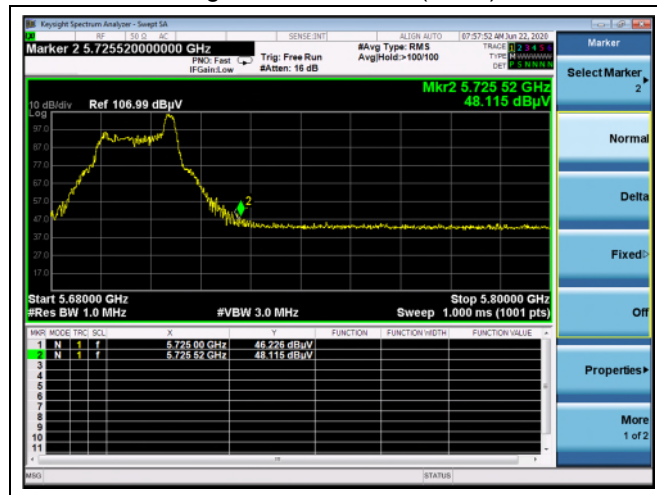 Keysight Spectrum Analyzer - Swept SA
RF 50 Ω AC SENSE:INT ALIGN AUTO 07:57:52 AM Jun 22, 2020
Marker 2 5.725520000000 GHz #Avg Type: RMS TRACE 1 2 3 4 5 6
PNO: Fast Trig: Free Run Avg|Hold:>100/100 TYPE
IFGain:Low #Atten: 16 dB DET P S N N N N
Mkr2 5.725 52 GHz
10 dB/div Ref 106.99 dBµV 48.115 dBµV
Log
97.0
87.0
77.0
67.0
57.0
2
47.0
37.0
27.0
17.0
Start 5.68000 GHz Stop 5.80000 GHz
#Res BW 1.0 MHz #VBW 3.0 MHz Sweep 1.000 ms (1001 pts)
MKR MODE TRC SCL X Y FUNCTION FUNCTION WIDTH FUNCTION VALUE
1 N 1 f 5.725 00 GHz 46.226 dBµV
2 N 1 f 5.725 52 GHz 48.115 dBµV
3
4
5
6
7
8
9
10
11
MSG STATUS
Marker
Select Marker
2
Normal
Delta
Fixed
Off
Properties
More
1 of 2